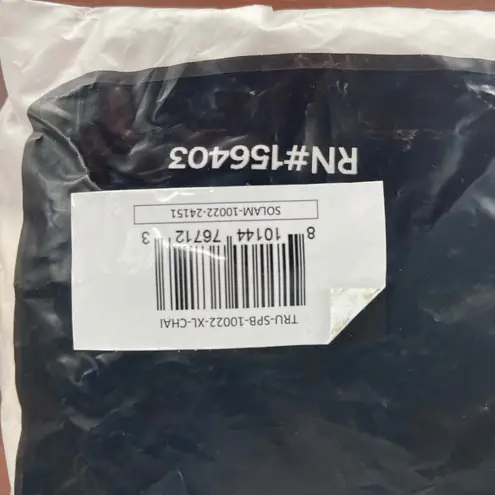 TRU-SPB-10022-XL-CHAI
8 10144 76712 3
SOLAM-10022-24151
RN#156403